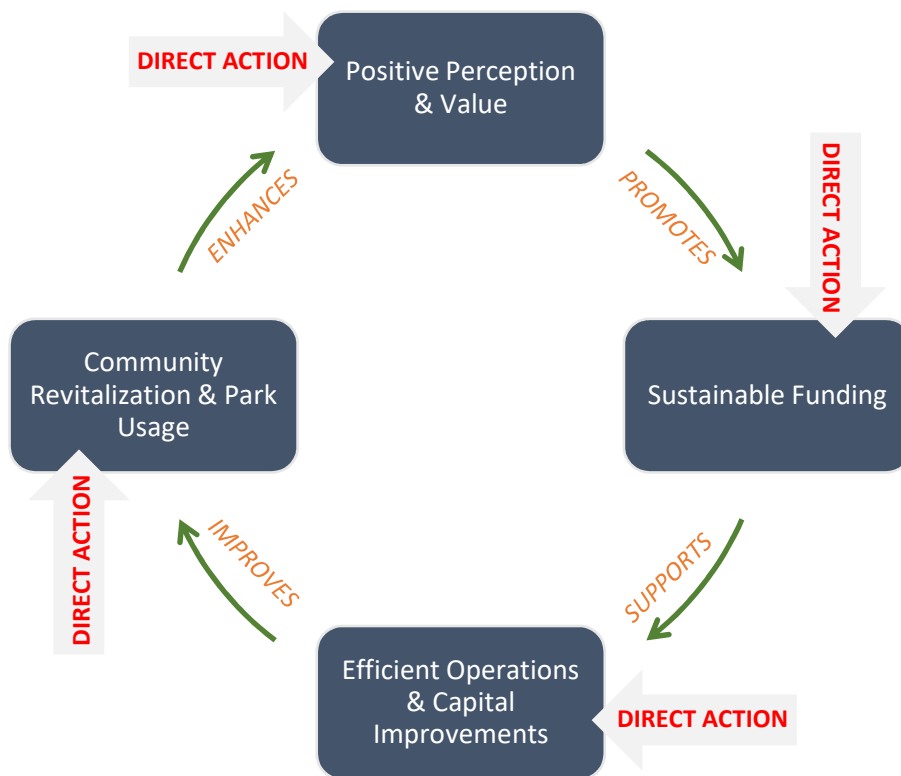 DIRECT ACTION
Positive Perception
& Value
ENHANCES
PROMOTES
DIRECT ACTION
Community
Revitalization & Park
Usage
Sustainable Funding
DIRECT ACTION
IMPROVES
SUPPORTS
Efficient Operations
& Capital
Improvements
DIRECT ACTION